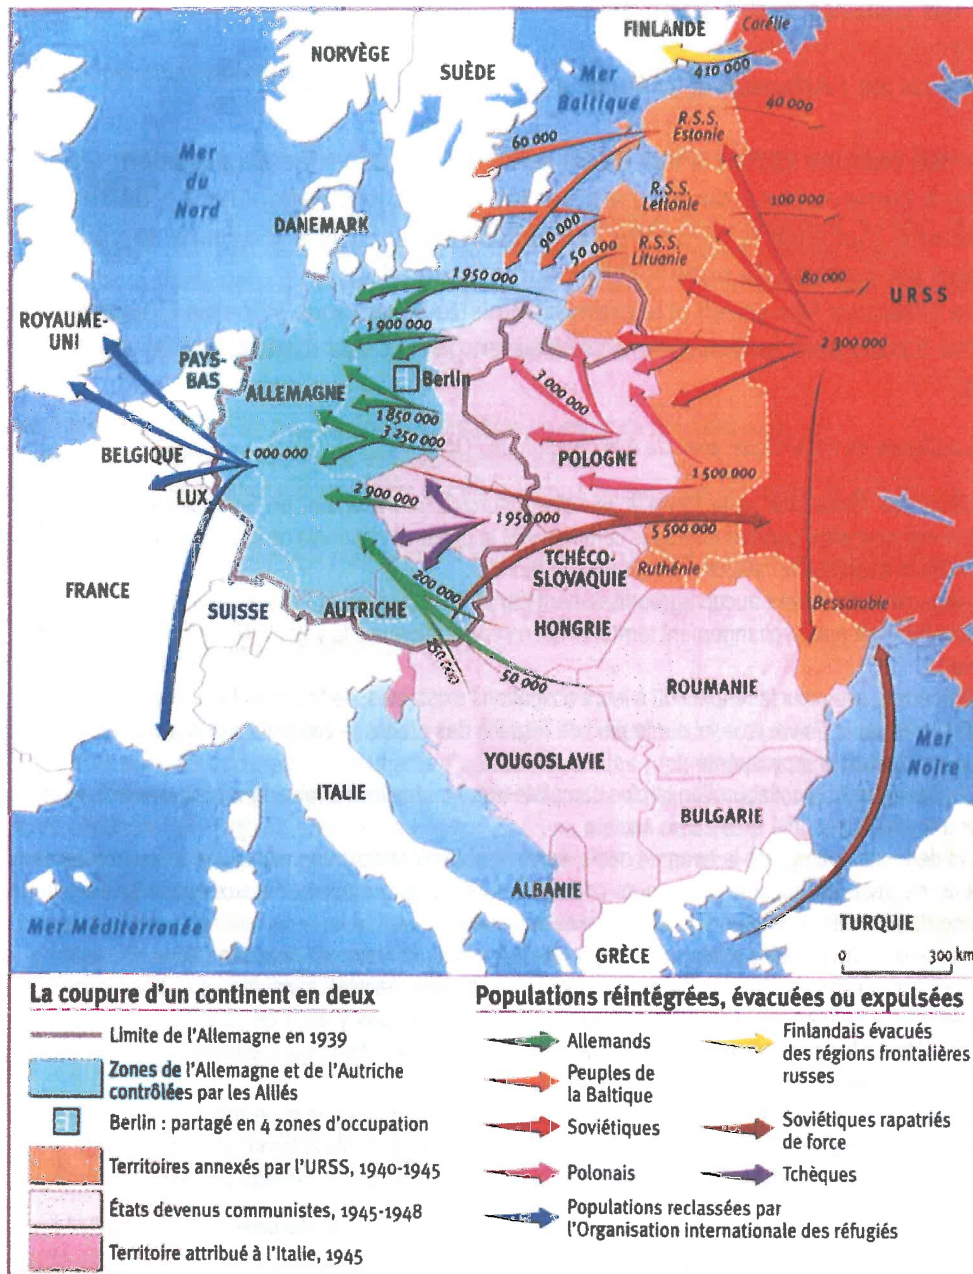 FINLANDE
Carélie
NORVÈGE
SUÈDE
410 000
Mer
Baltique
40 000
R.S.S.
Estonie
60 000
Mer
du
Nord
R.S.S.
Lettonie
100 000
DANEMARK
90 000
50 000
R.S.S.
Lituanie
1 950 000
80 000
URSS
ROYAUME-
UNI
1 900 000
2 300 000
PAYS-
BAS
Berlin
ALLEMAGNE
3 000 000
1 850 000
3 250 000
BELGIQUE
1 000 000
POLOGNE
1 500 000
LUX.
2 900 000
1 950 000
5 500 000
TCHÉCO-
SLOVAQUIE
Ruthénie
FRANCE
200 000
SUISSE
AUTRICHE
HONGRIE
Bessarabie
50 000
ROUMANIE
YOUGOSLAVIE
Mer
Noire
ITALIE
BULGARIE
ALBANIE
Mer Méditerranée
TURQUIE
GRÈCE
0 300 km
La coupure d'un continent en deux
Limite de l'Allemagne en 1939
Zones de l'Allemagne et de l'Autriche
contrôlées par les Alliés
Berlin : partagé en 4 zones d'occupation
Territoires annexés par l'URSS, 1940-1945
États devenus communistes, 1945-1948
Territoire attribué à l'Italie, 1945
Populations réintégrées, évacuées ou expulsées
Allemands
Peuples de
la Baltique
Soviétiques
Polonais
Populations reclassées par
l'Organisation internationale des réfugiés
Finlandais évacués
des régions frontalières
russes
Soviétiques rapatriés
de force
Tchèques